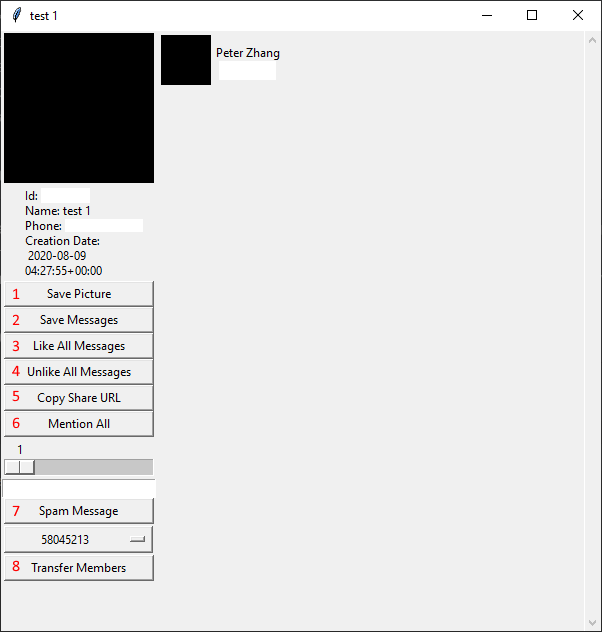 test 1
Peter Zhang
Id:
Name: test 1
Phone:
Creation Date:
2020-08-09
04:27:55+00:00
1 Save Picture
2 Save Messages
3 Like All Messages
4 Unlike All Messages
5 Copy Share URL
6 Mention All
1
7 Spam Message
58045213
8 Transfer Members